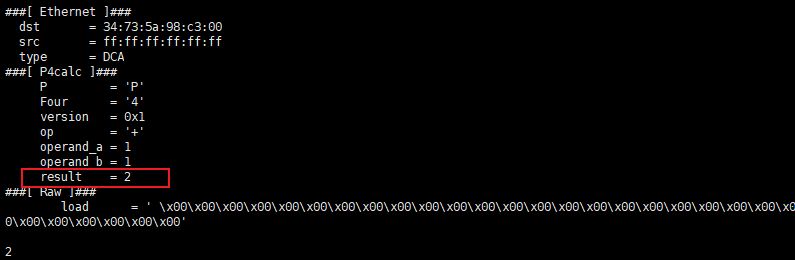 ###[ Ethernet ]###
  dst       = 34:73:5a:98:c3:00
  src       = ff:ff:ff:ff:ff:ff
  type      = DCA
###[ P4calc ]###
     P         = 'P'
     Four      = '4'
     version   = 0x1
     op        = '+'
     operand_a = 1
     operand_b = 1
     result    = 2
###[ Raw ]###
        load      = ' \x00\x00\x00\x00\x00\x00\x00\x00\x00\x00\x00\x00\x00\x00\x00\x00\x00\x00\x00\x00\x00\x00\x0
0\x00\x00\x00\x00\x00\x00'
2